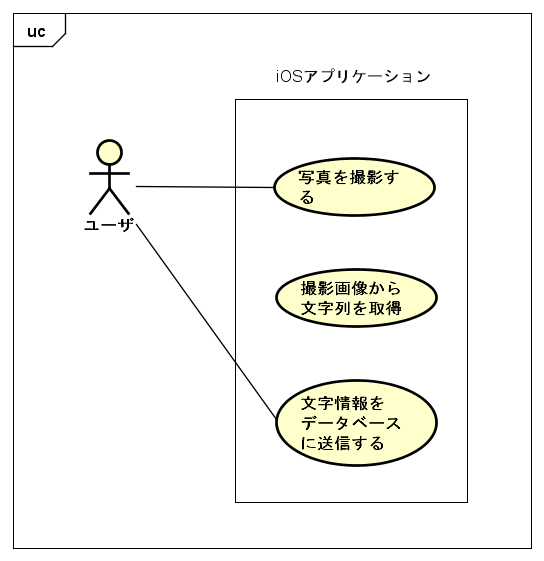 uc
iOSアプリケーション
写真を撮影す
る
ユーザ
撮影画像から
文字列を取得
文字情報を
データベース
に送信する